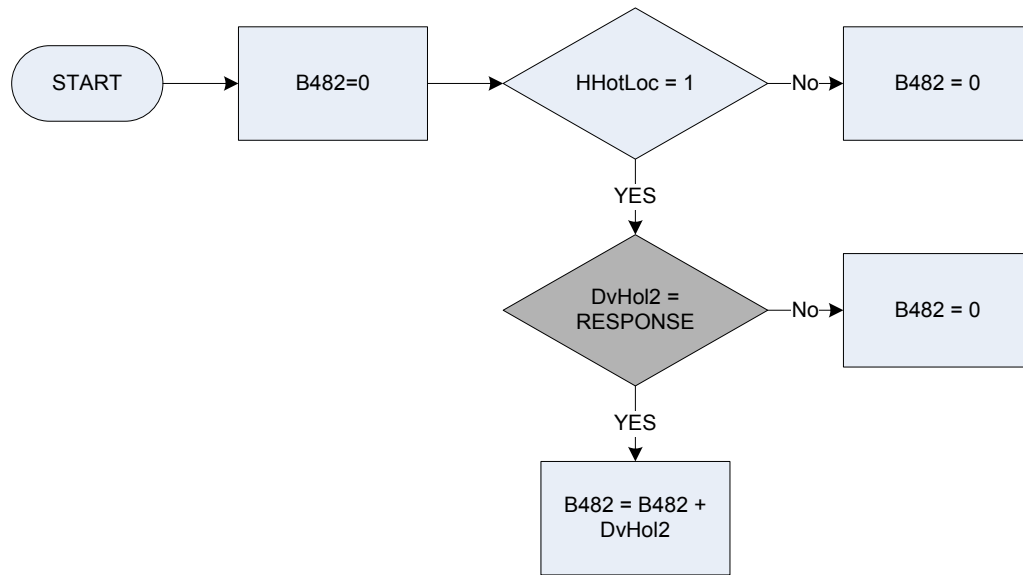 START
B482=0
HHotLoc = 1
No
B482 = 0
YES
DvHol2 =
RESPONSE
No
B482 = 0
YES
B482 = B482 +
DvHol2